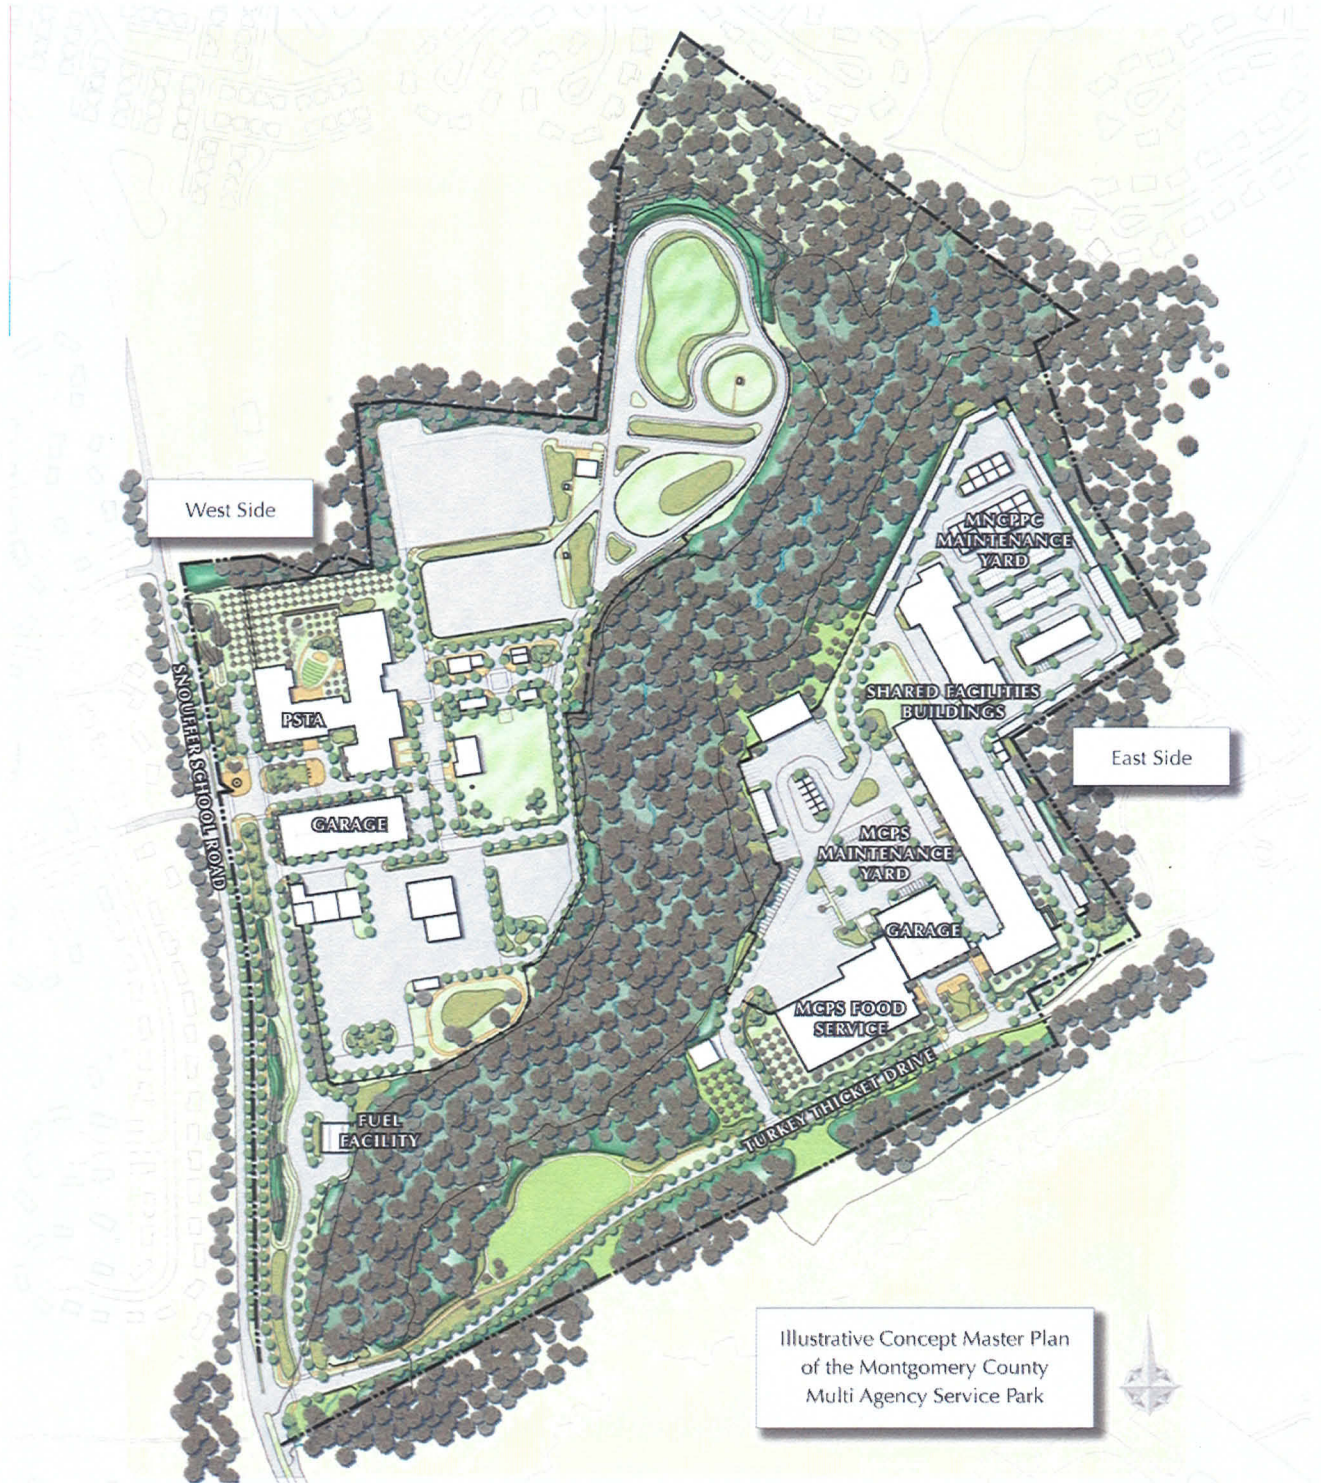 West Side
MNCPPC
MAINTENANCE
YARD
SNOUFFER SCHOOL ROAD
PSTA
SHARED FACILITIES
BUILDINGS
East Side
GARAGE
MCPS
MAINTENANCE
YARD
GARAGE
MCPS FOOD
SERVICE
TURKEY THICKET DRIVE
FUEL
FACILITY
Illustrative Concept Master Plan
of the Montgomery County
Multi Agency Service Park